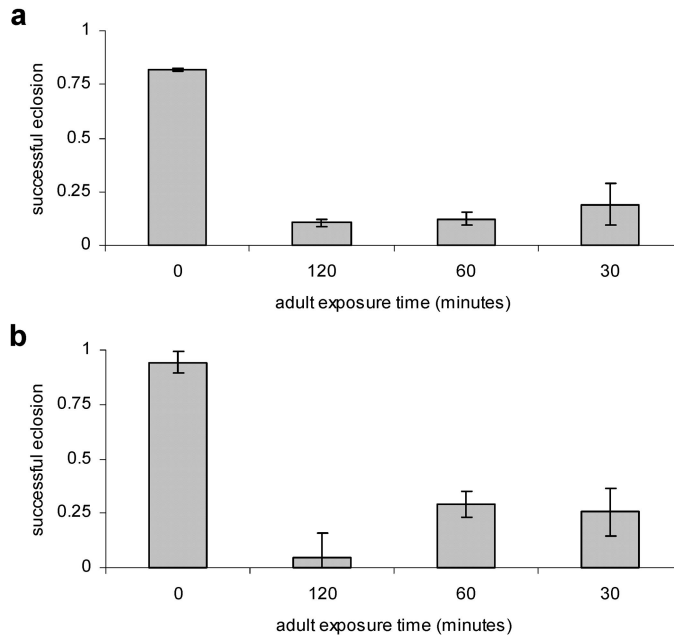 a
1
0.75
0.5
0.25
0
successful eclosion
0 120 60 30
adult exposure time (minutes)
b
1
0.75
0.5
0.25
0
successful eclosion
0 120 60 30
adult exposure time (minutes)